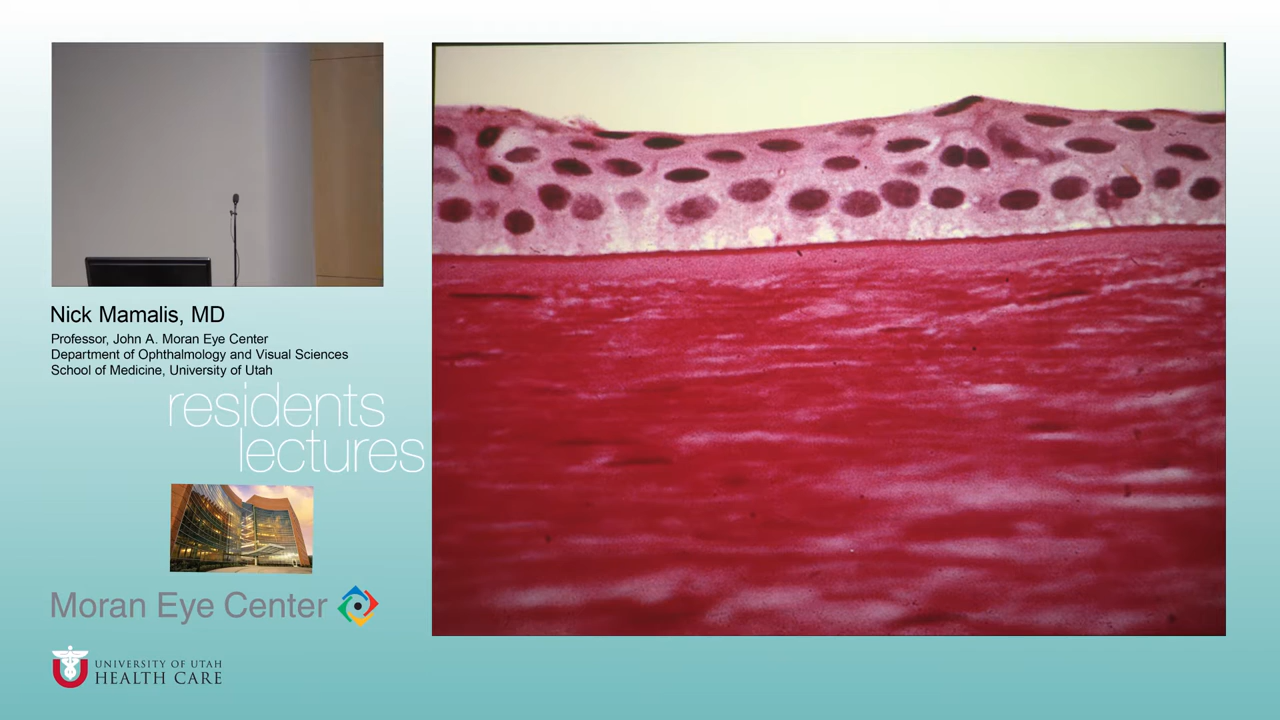 Nick Mamalis, MD
Professor, John A. Moran Eye Center
Department of Ophthalmology and Visual Sciences
School of Medicine, University of Utah
residents
lectures
Moran Eye Center
UNIVERSITY OF UTAH
HEALTH CARE